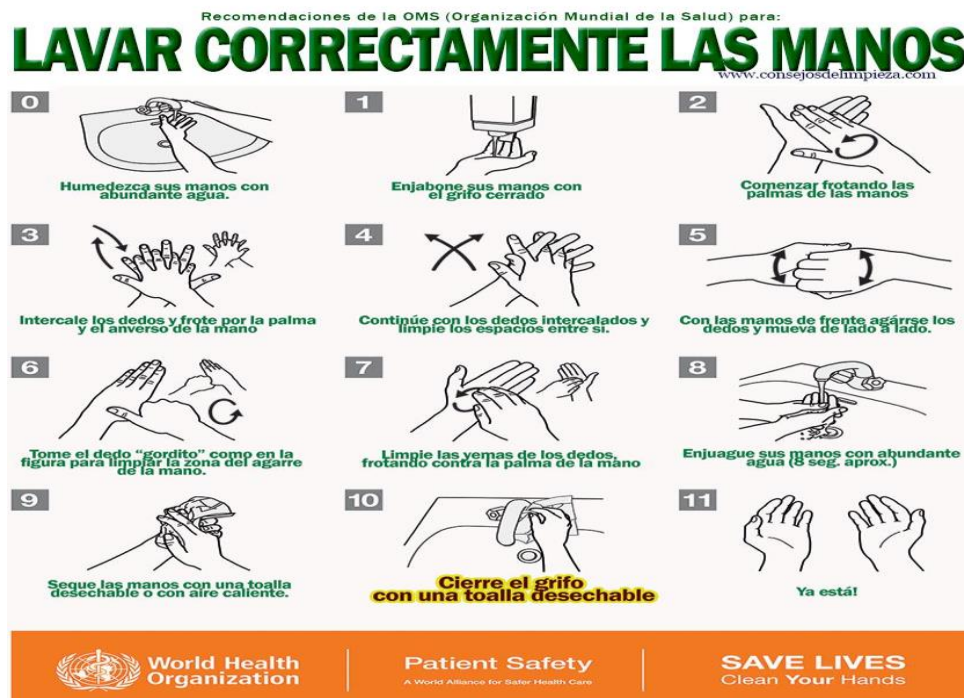 Recomendaciones de la OMS (Organización Mundial de la Salud) para:
LAVAR CORRECTAMENTE LAS MANOS
www.consejosdelimpieza.com
0
Humedezca sus manos con
abundante agua.
1
Enjabone sus manos con
el grifo cerrado
2
Comenzar frotando las
palmas de las manos
3
Intercale los dedos y frote por la palma
y el anverso de la mano
4
Continúe con los dedos intercalados y
limpie los espacios entre sí.
5
Con las manos de frente agárrse los
dedos y mueva de lado a lado.
6
Tome el dedo "gordito" como en la
figura para limpiar la zona del agarre
de la mano.
7
Limpie las yemas de los dedos,
frotando contra la palma de la mano
8
Enjuague sus manos con abundante
agua (8 seg. aprox.)
9
Seque las manos con una toalla
desechable o con aire caliente.
10
Cierre el grifo
con una toalla desechable
11
Ya está!
World Health
Organization
Patient Safety
A World Alliance for Safer Health Care
SAVE LIVES
Clean Your Hands